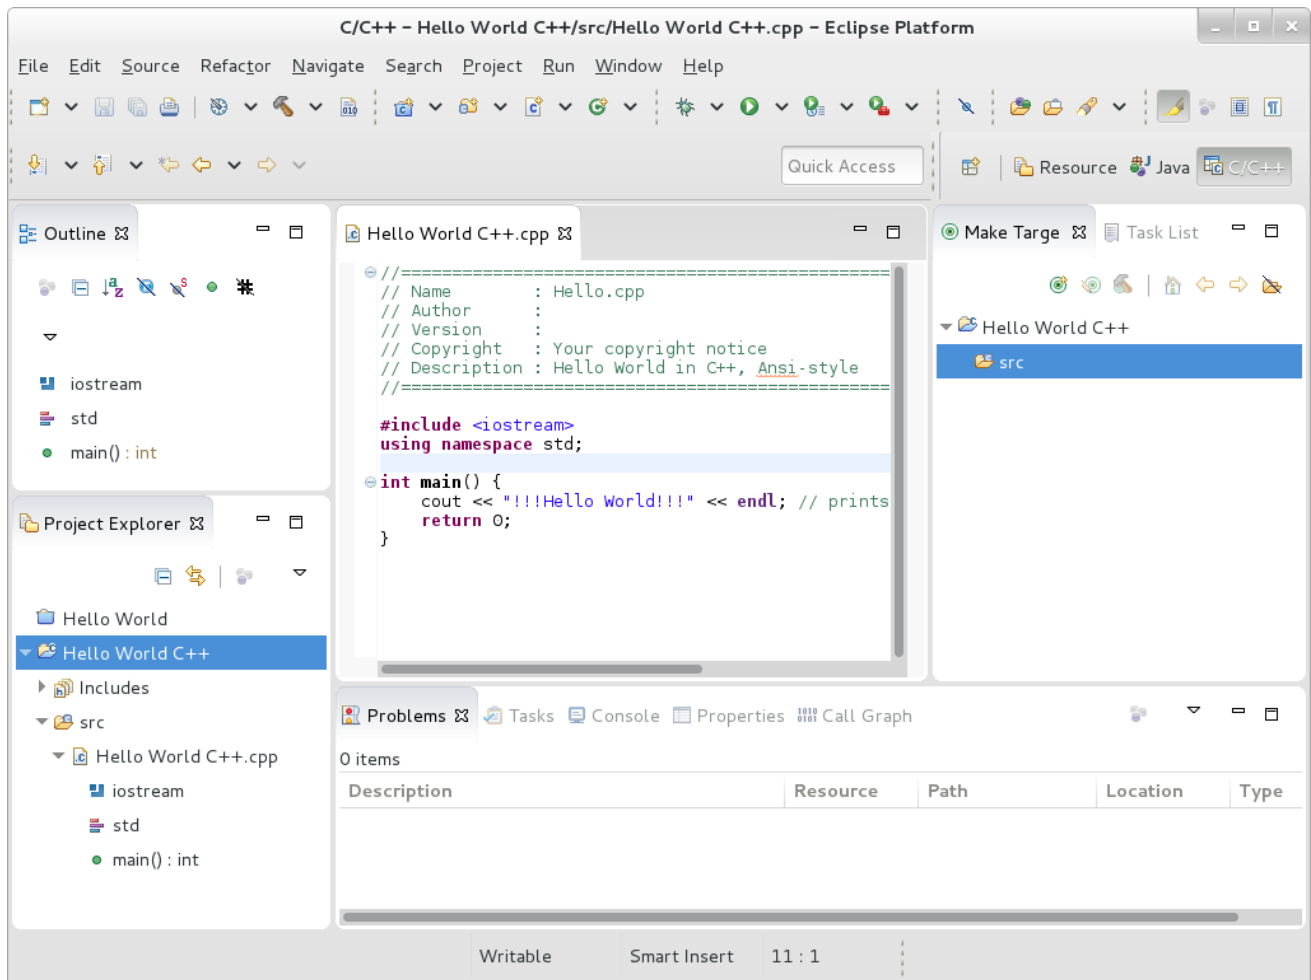 C/C++ – Hello World C++/src/Hello World C++.cpp – Eclipse Platform
File Edit Source Refactor Navigate Search Project Run Window Help
010
Quick Access
Resource Java C/C++
Outline
iostream
std
main() : int
Project Explorer
Hello World
Hello World C++
Includes
src
Hello World C++.cpp
iostream
std
main() : int
Hello World C++.cpp
//================================================
// Name        : Hello.cpp
// Author      :
// Version     :
// Copyright   : Your copyright notice
// Description : Hello World in C++, Ansi-style
//================================================
#include <iostream>
using namespace std;
int main() {
cout << "!!!Hello World!!!" << endl; // prints
return 0;
}
Make Targe Task List
Hello World C++
src
Problems Tasks Console Properties Call Graph
0 items
Description Resource Path Location Type
Writable Smart Insert 11 : 1